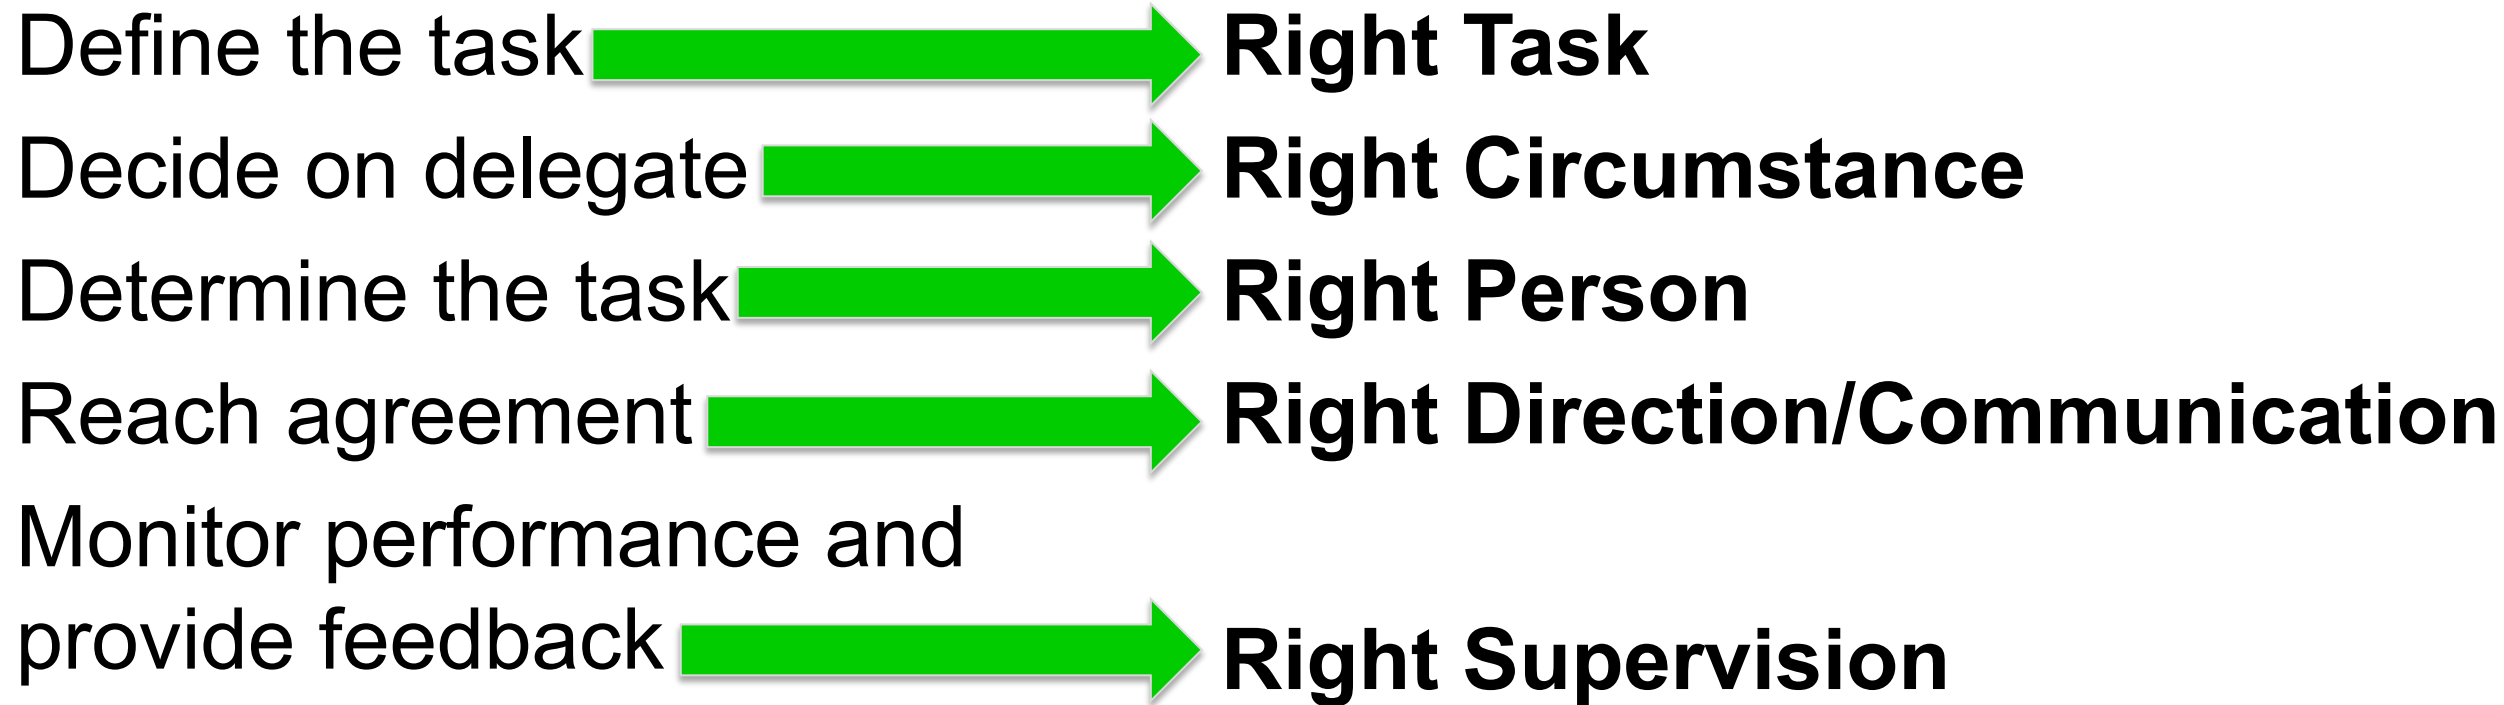 Define the task Right Task
Decide on delegate Right Circumstance
Determine the task Right Person
Reach agreement Right Direction/Communication
Monitor performance and
provide feedback Right Supervision